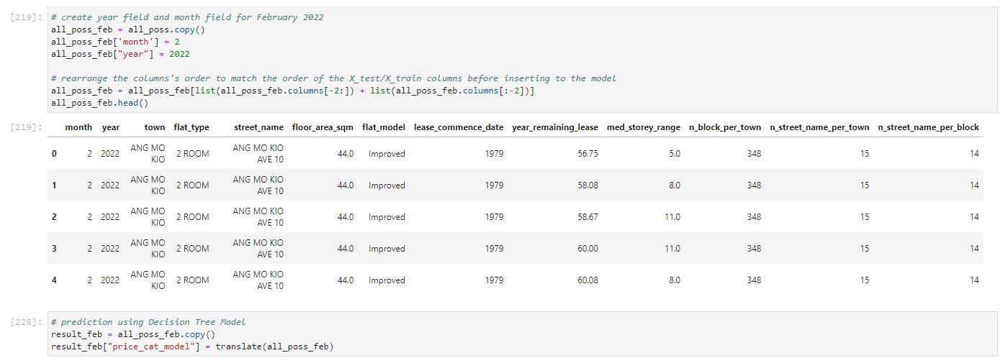 [219]: # create year field and month field for February 2022
all_poss_feb = all_poss.copy()
all_poss_feb['month'] = 2
all_poss_feb["year"] = 2022
# rearrange the columns's order to match the order of the X_test/X_train columns before inserting to the model
all_poss_feb = all_poss_feb[list(all_poss_feb.columns[-2:]) + list(all_poss_feb.columns[:-2])]
all_poss_feb.head()
[219]: month year town flat_type street_name floor_area_sqm flat_model lease_commence_date year_remaining_lease med_storey_range n_block_per_town n_street_name_per_town n_street_name_per_block
0 2 2022 ANG MO KIO 2 ROOM ANG MO KIO AVE 10 44.0 Improved 1979 56.75 5.0 348 15 14
1 2 2022 ANG MO KIO 2 ROOM ANG MO KIO AVE 10 44.0 Improved 1979 58.08 8.0 348 15 14
2 2 2022 ANG MO KIO 2 ROOM ANG MO KIO AVE 10 44.0 Improved 1979 58.67 11.0 348 15 14
3 2 2022 ANG MO KIO 2 ROOM ANG MO KIO AVE 10 44.0 Improved 1979 60.00 11.0 348 15 14
4 2 2022 ANG MO KIO 2 ROOM ANG MO KIO AVE 10 44.0 Improved 1979 60.08 8.0 348 15 14
[220]: # prediction using Decision Tree Model
result_feb = all_poss_feb.copy()
result_feb["price_cat_model"] = translate(all_poss_feb)